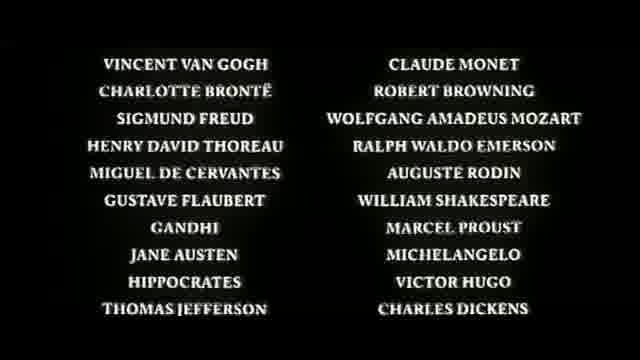 VINCENT VAN GOGH
CHARLOTTE BRONTË
SIGMUND FREUD
HENRY DAVID THOREAU
MIGUEL DE CERVANTES
GUSTAVE FLAUBERT
GANDHI
JANE AUSTEN
HIPPOCRATES
THOMAS JEFFERSON
CLAUDE MONET
ROBERT BROWNING
WOLFGANG AMADEUS MOZART
RALPH WALDO EMERSON
AUGUSTE RODIN
WILLIAM SHAKESPEARE
MARCEL PROUST
MICHELANGELO
VICTOR HUGO
CHARLES DICKENS